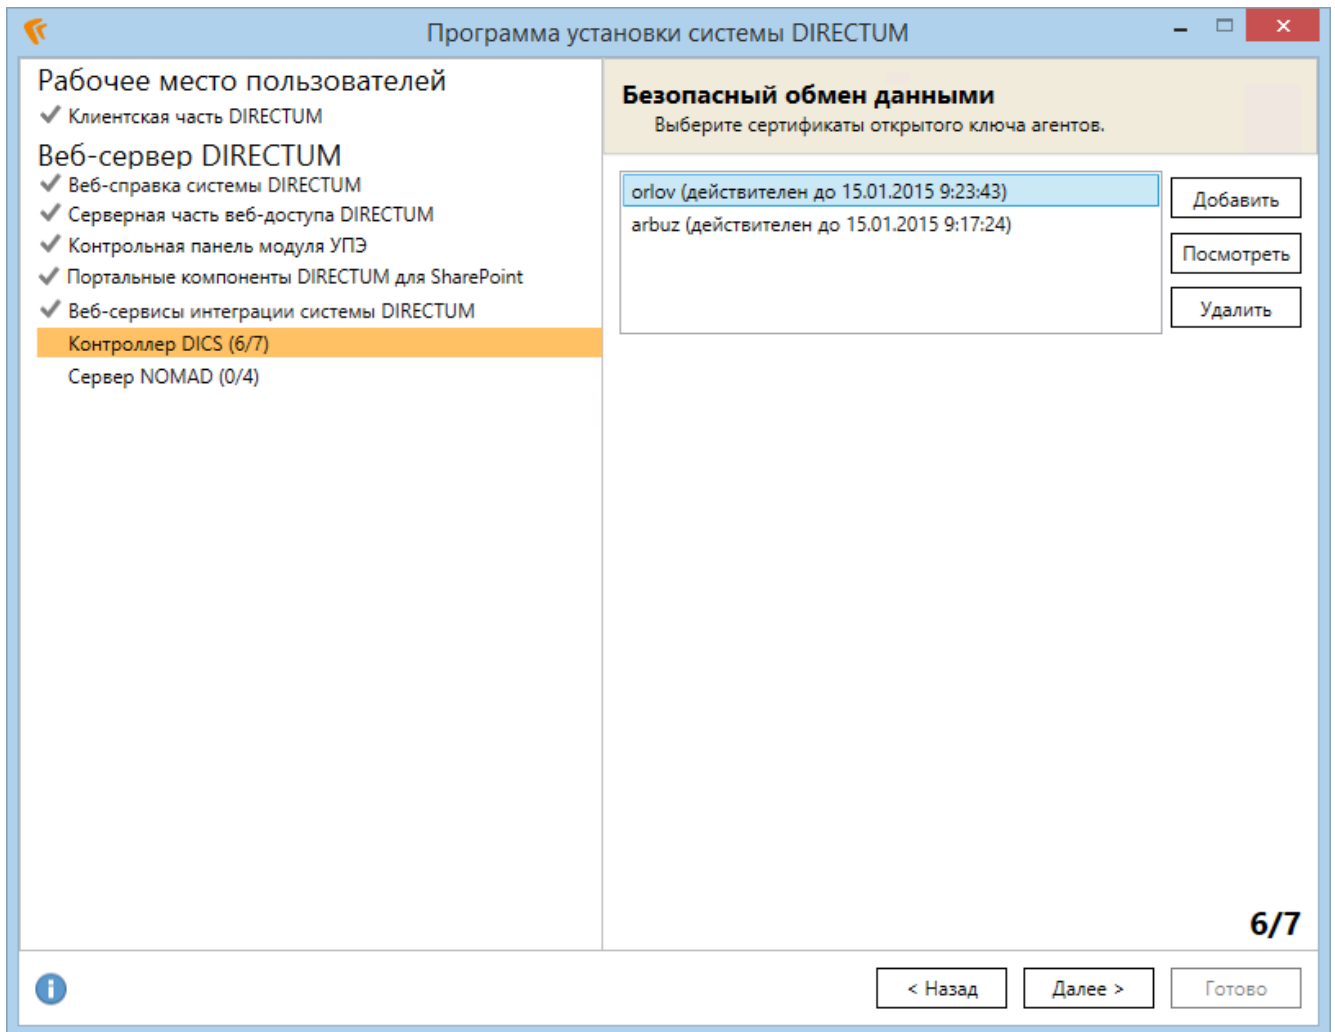 Программа установки системы DIRECTUM
Рабочее место пользователей
Клиентская часть DIRECTUM
Веб-сервер DIRECTUM
Веб-справка системы DIRECTUM
Серверная часть веб-доступа DIRECTUM
Контрольная панель модуля УПЭ
Портальные компоненты DIRECTUM для SharePoint
Веб-сервисы интеграции системы DIRECTUM
Контроллер DICS (6/7)
Сервер NOMAD (0/4)
Безопасный обмен данными
Выберите сертификаты открытого ключа агентов.
orlov (действителен до 15.01.2015 9:23:43)
arbuz (действителен до 15.01.2015 9:17:24)
Добавить
Посмотреть
Удалить
6/7
< Назад
Далее >
Готово